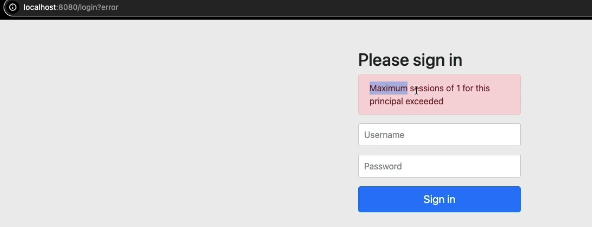 localhost:8080/login?error
Please sign in
Maximum sessions of 1 for this
principal exceeded
Username
Password
Sign in